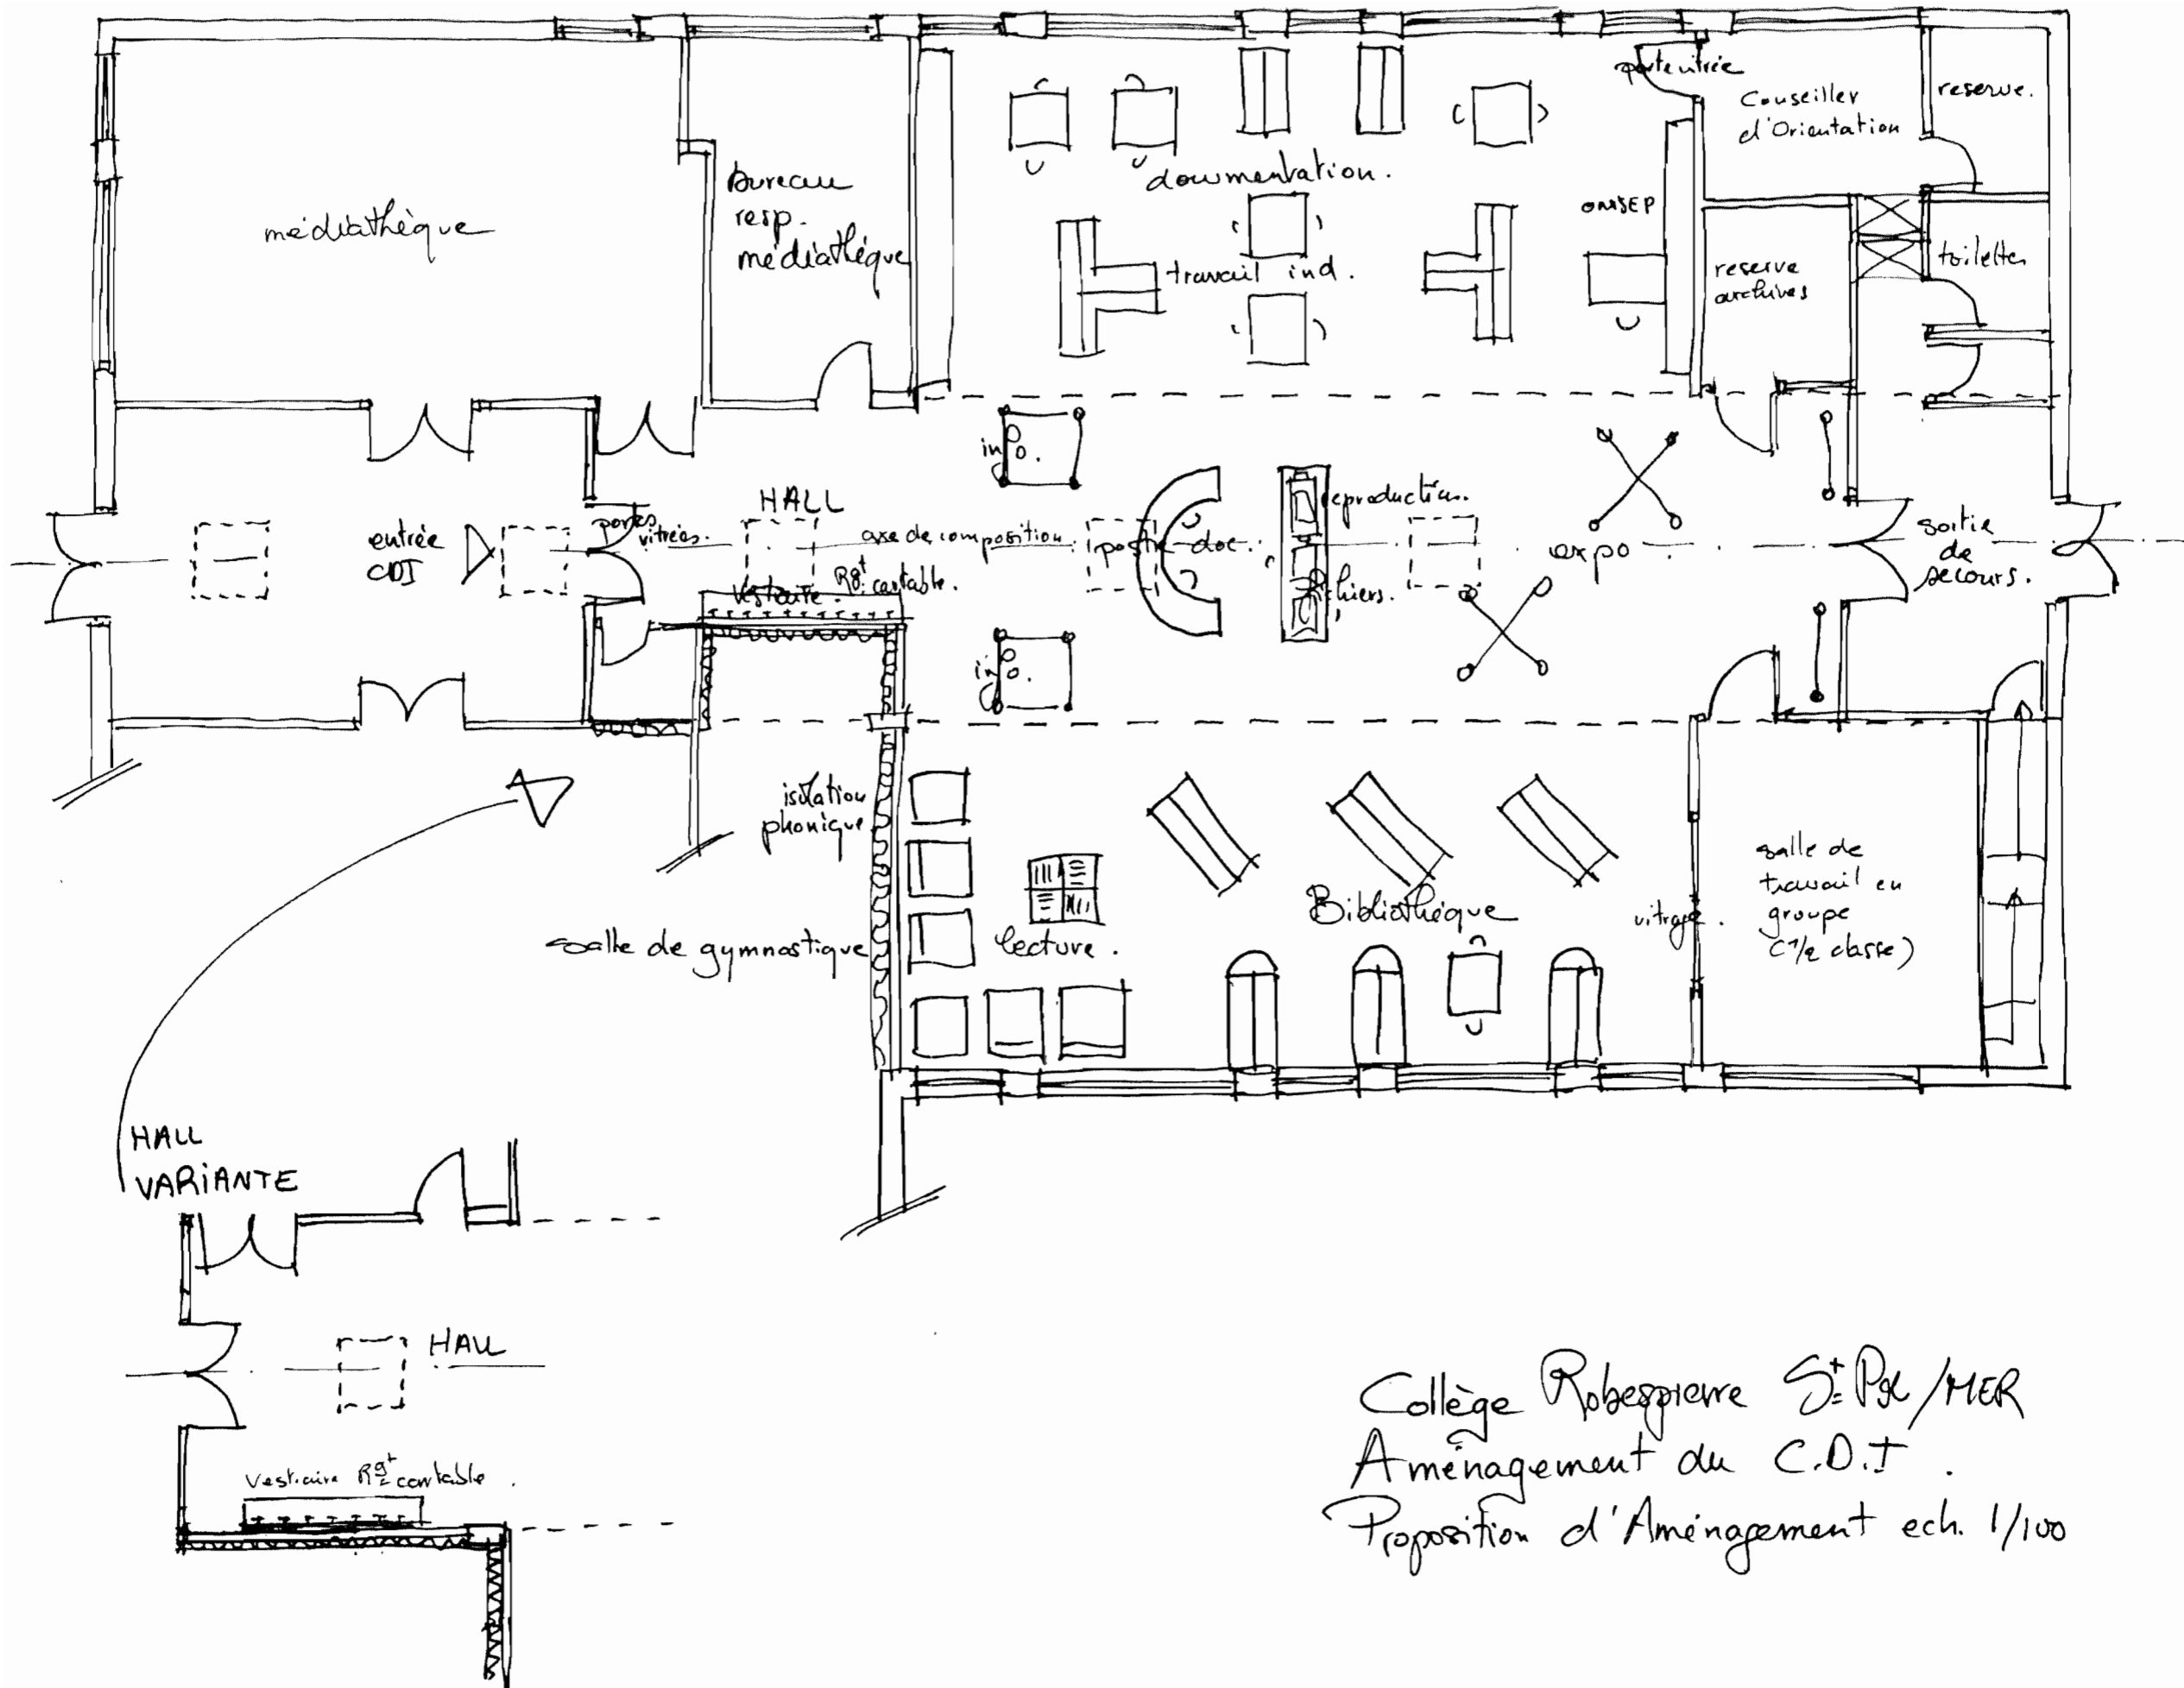 porte vitrée
Conseiller
d'Orientation
reserve.
médiathèque
bureau
resp.
médiathèque
documentation.
travail ind.
ONISEP
reserve
archives
toilettes
info.
HALL
portes
vitrées.
entrée
CDI
axe de composition
poste doc.
reproduction.
fichiers.
expo
sortie
de
secours.
Vestiaire. Rgt cartable.
info.
isolation
phonique
salle de gymnastique
lecture.
Bibliothèque
vitrage.
salle de
travail en
groupe
(1/2 classe)
HALL
VARIANTE
HALL
Vestiaire Rgt cartable.
Collège Robespierre St /MER
Aménagement du C.D.I.
Proposition d'Aménagement ech. 1/100